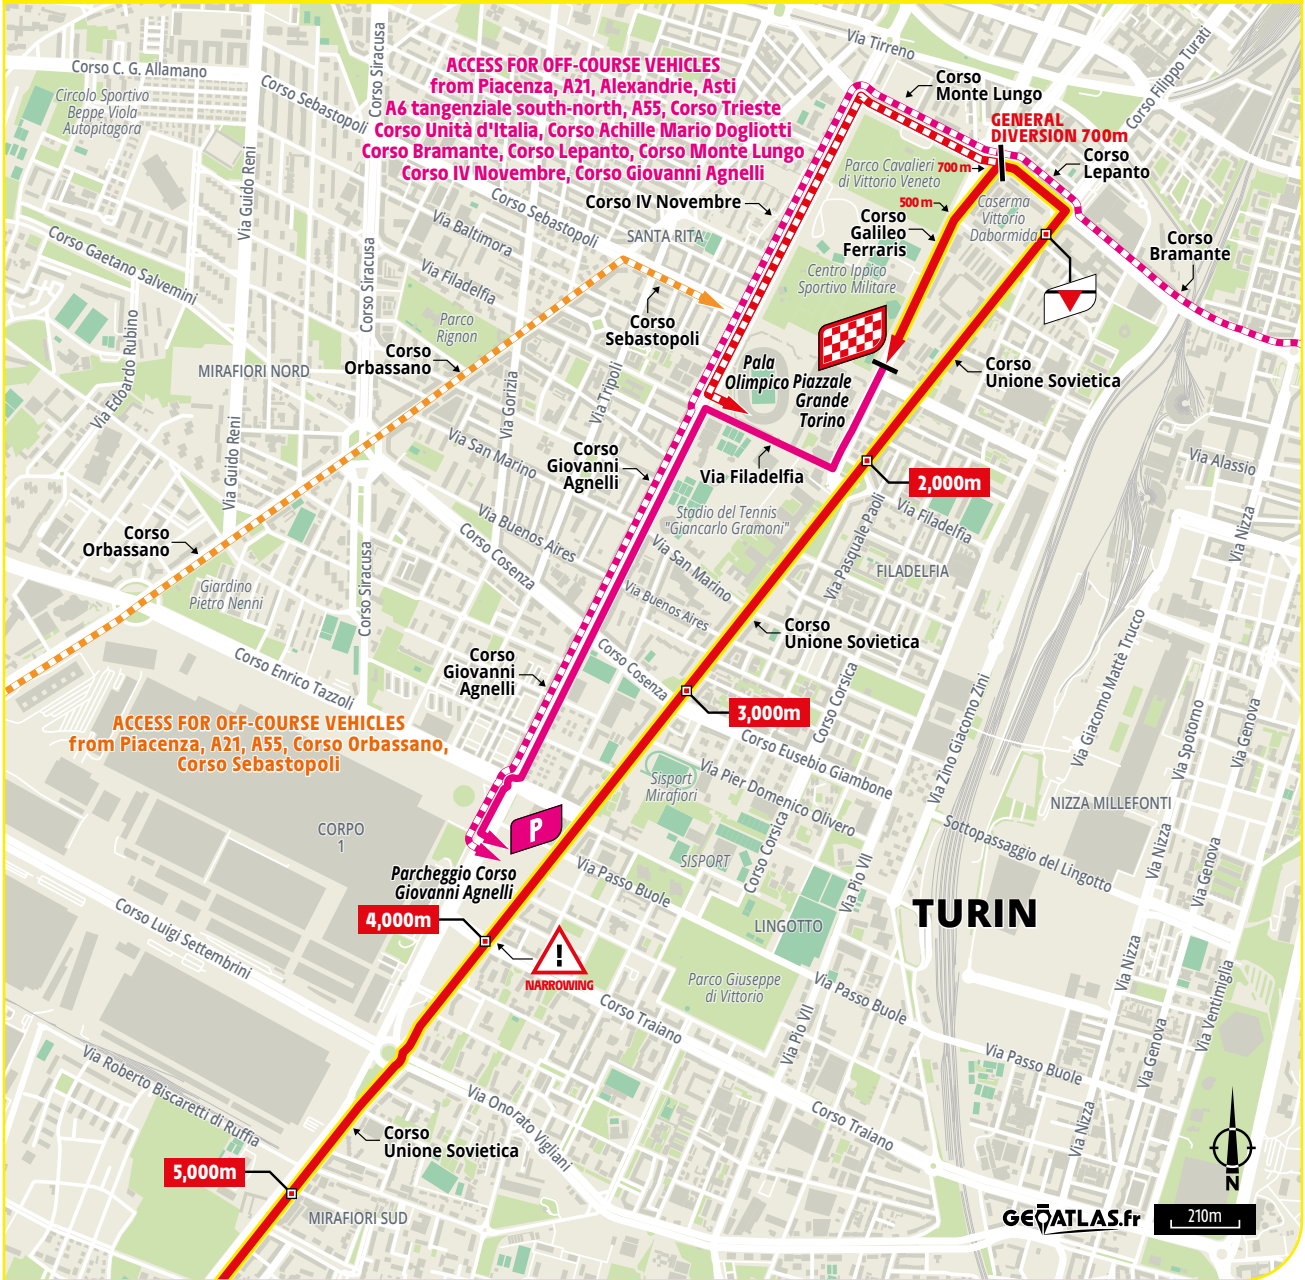 Via Tirreno
Corso Filippo Turati
Corso C. G. Allamano
Corso Siracusa
ACCESS FOR OFF-COURSE VEHICLES
from Piacenza, A21, Alexandrie, Asti
A6 tangenziale south-north, A55, Corso Trieste
Corso Unità d'Italia, Corso Achille Mario Dogliotti
Corso Bramante, Corso Lepanto, Corso Monte Lungo
Corso IV Novembre, Corso Giovanni Agnelli
Corso
Monte Lungo
Circolo Sportivo
Beppe Viola
Autopitagora
Corso Sebastopoli
GENERAL
DIVERSION 700m
Corso
Lepanto
Via Guido Reni
Parco Cavalieri
di Vittorio Veneto
700 m
500 m
Corso IV Novembre
Corso Sebastopoli
SANTA RITA
Via Baltimora
Corso
Galileo
Ferraris
Caserma
Vittorio
Dabormida
Corso
Bramante
Corso Gaetano Salvemini
Corso Siracusa
Via Filadelfia
Centro Ippico
Sportivo Militare
Parco
Rignon
Corso
Sebastopoli
Via Edoardo Rubino
Corso
Orbassano
MIRAFIORI NORD
Pala
Olimpico
Piazzale
Grande
Torino
Corso
Unione Sovietica
Via Tripoli
Via Gorizia
Via Guido Reni
Via San Marino
Corso
Giovanni
Agnelli
Via Filadelfia
2,000m
Via Alassio
Via Nizza
Stadio del Tennis
"Giancarlo Gramoni"
Via Filadelfia
Via Pasquale Paoli
Via Buenos Aires
Corso Cosenza
Corso
Orbassano
Via San Marino
FILADELFIA
Giardino
Pietro Nenni
Corso Siracusa
Via Buenos Aires
Corso
Unione Sovietica
Corso
Giovanni
Agnelli
Corso Cosenza
Corso Enrico Tazzoli
Corso Corsica
Via Zino Giacomo Zini
Via Giacomo Mattè Trucco
Via Spotorno
Via Genova
3,000m
ACCESS FOR OFF-COURSE VEHICLES
from Piacenza, A21, A55, Corso Orbassano,
Corso Sebastopoli
Corso Eusebio Giambone
Via Pier Domenico Olivero
Sisport
Mirafiori
NIZZA MILLEFONTI
Sottopassaggio del Lingotto
Via Nizza
Via Genova
CORPO
1
P
SISPORT
Corso Corsica
Via Pio VII
Parcheggio Corso
Giovanni Agnelli
Via Passo Buole
4,000m
LINGOTTO
TURIN
Corso Luigi Settembrini
!
NARROWING
Parco Giuseppe
di Vittorio
Via Passo Buole
Via Nizza
Via Ventimiglia
Corso Traiano
Via Pio VII
Via Passo Buole
Via Genova
Via Roberto Biscaretti di Ruffia
Via Onorato Vigliani
Corso Traiano
Via Nizza
Corso
Unione Sovietica
5,000m
MIRAFIORI SUD
N
GEOATLAS.fr
210m